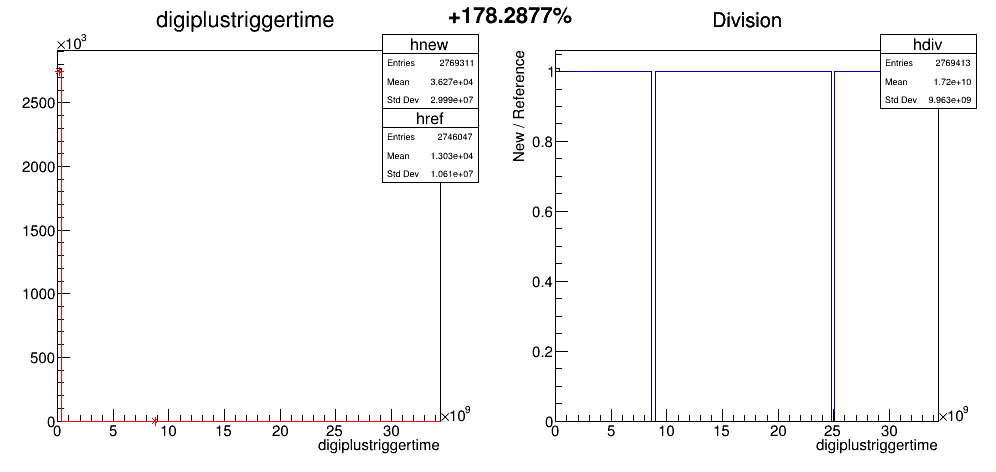 +178.2877%
digiplustriggertime
×10³
hnew
Entries 2769311
Mean 3.627e+04
Std Dev 2.999e+07
href
Entries 2746047
Mean 1.303e+04
Std Dev 1.061e+07
2500
2000
1500
1000
500
0
0 5 10 15 20 25 30
×10⁹
digiplustriggertime
Division
hdiv
Entries 2769413
Mean 1.72e+10
Std Dev 9.963e+09
New / Reference
1
0.8
0.6
0.4
0.2
0
0 5 10 15 20 25 30
×10⁹
digiplustriggertime